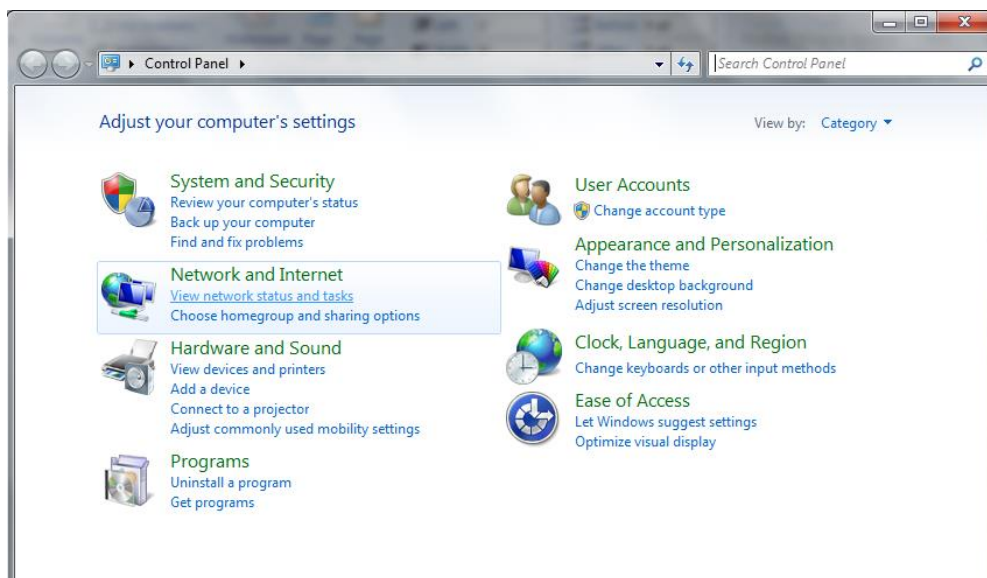 Control Panel
Search Control Panel
Adjust your computer's settings
View by: Category
System and Security
Review your computer's status
Back up your computer
Find and fix problems
Network and Internet
View network status and tasks
Choose homegroup and sharing options
Hardware and Sound
View devices and printers
Add a device
Connect to a projector
Adjust commonly used mobility settings
Programs
Uninstall a program
Get programs
User Accounts
Change account type
Appearance and Personalization
Change the theme
Change desktop background
Adjust screen resolution
Clock, Language, and Region
Change keyboards or other input methods
Ease of Access
Let Windows suggest settings
Optimize visual display